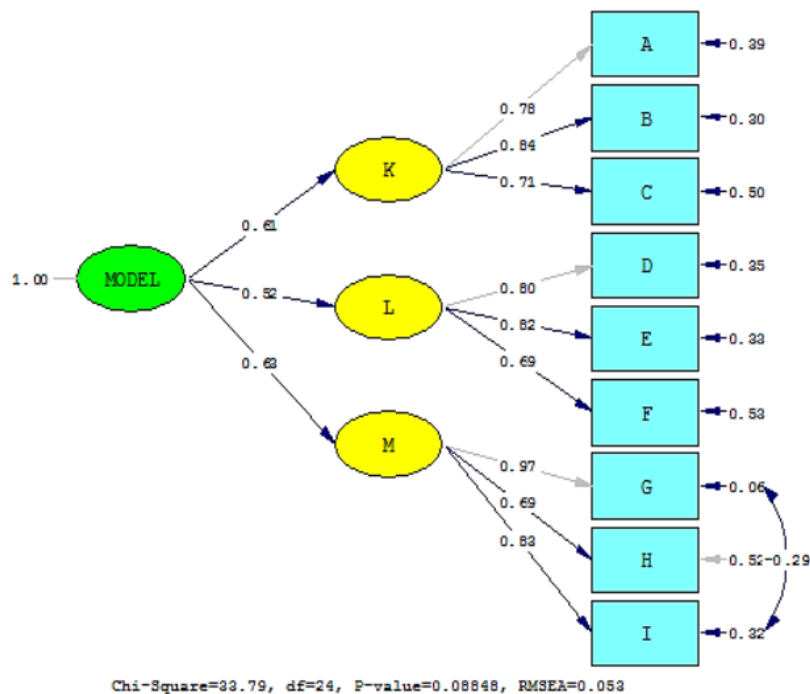 A
0.39
0.78
B
0.30
K
0.84
0.71
C
0.50
0.61
D
0.35
1.00
MODEL
0.52
L
0.80
0.82
E
0.33
0.69
F
0.53
0.63
M
0.97
G
0.06
0.69
0.83
H
0.52
-0.29
I
0.32
Chi-Square=33.79, df=24, P-value=0.08848, RMSEA=0.053